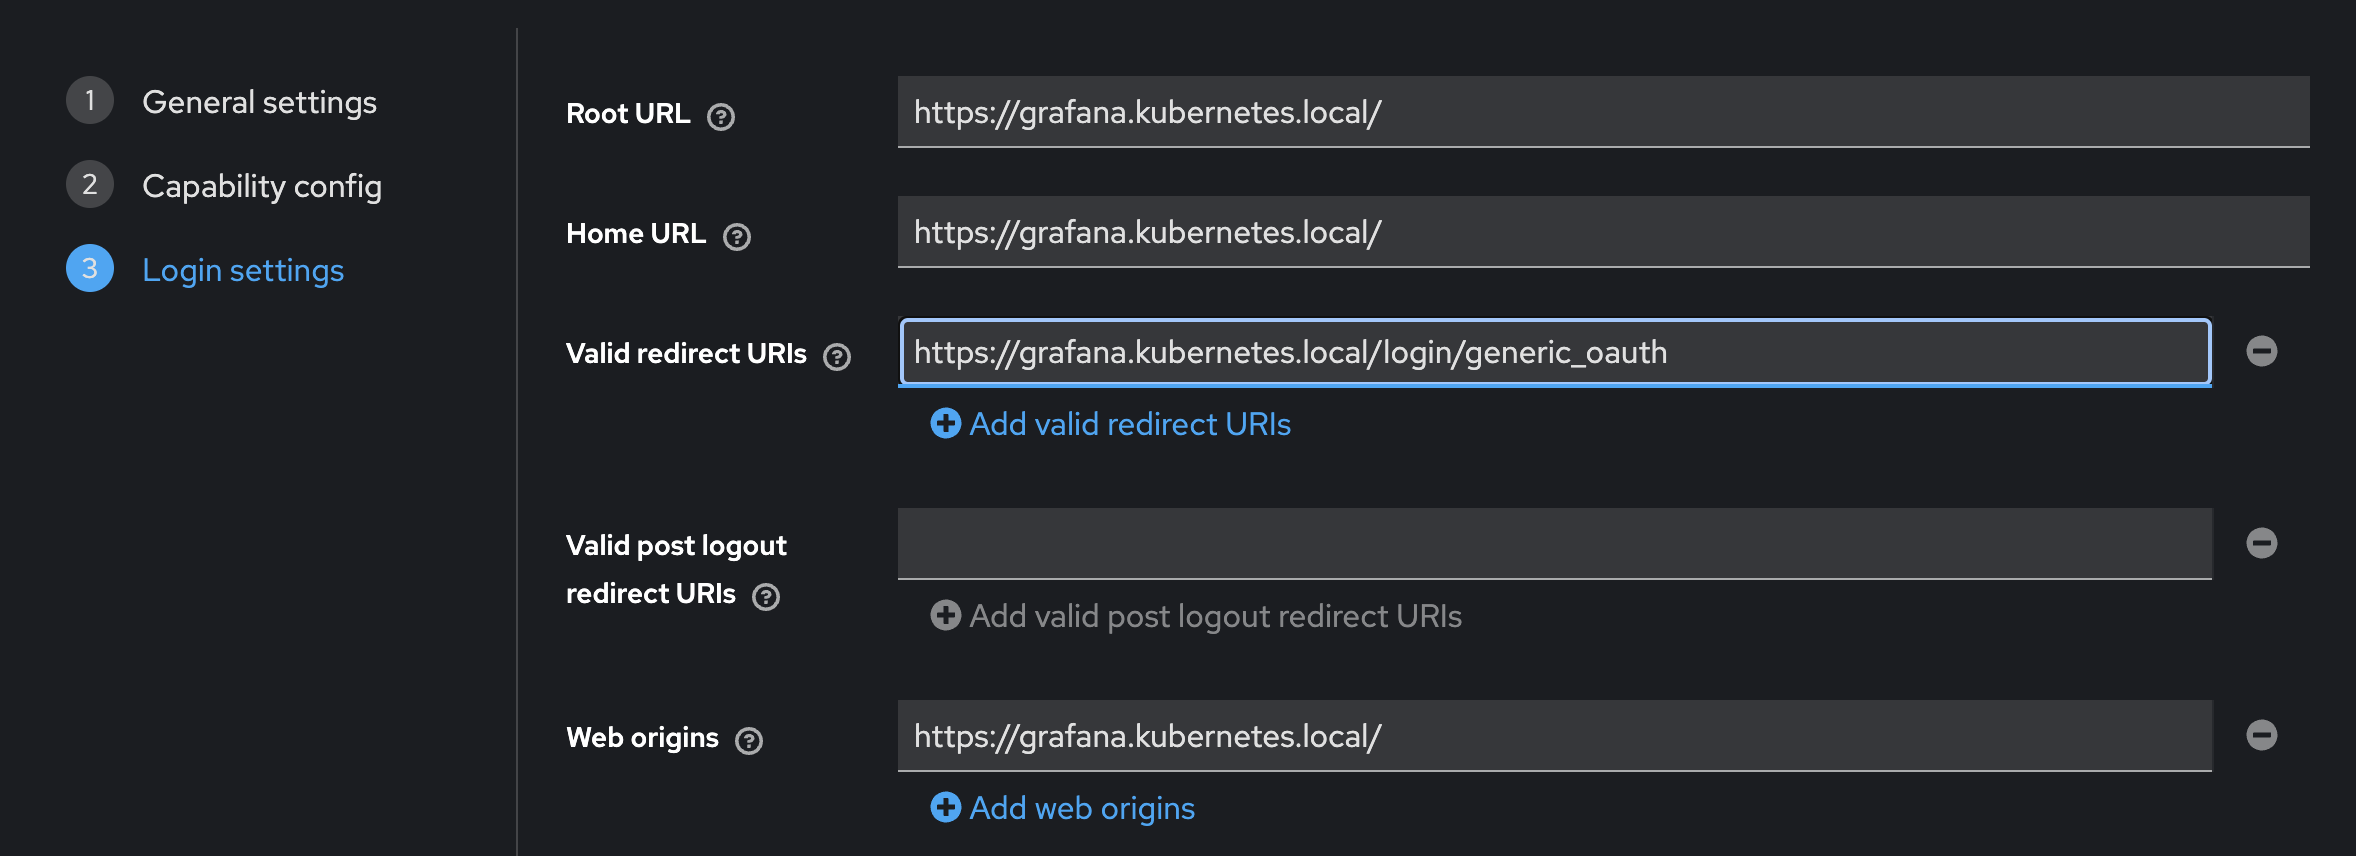 1 General settings
2 Capability config
3 Login settings
Root URL ? https://grafana.kubernetes.local/
Home URL ? https://grafana.kubernetes.local/
Valid redirect URIs ? https://grafana.kubernetes.local/login/generic_oauth
Add valid redirect URIs
Valid post logout
redirect URIs ?
Add valid post logout redirect URIs
Web origins ? https://grafana.kubernetes.local/
Add web origins